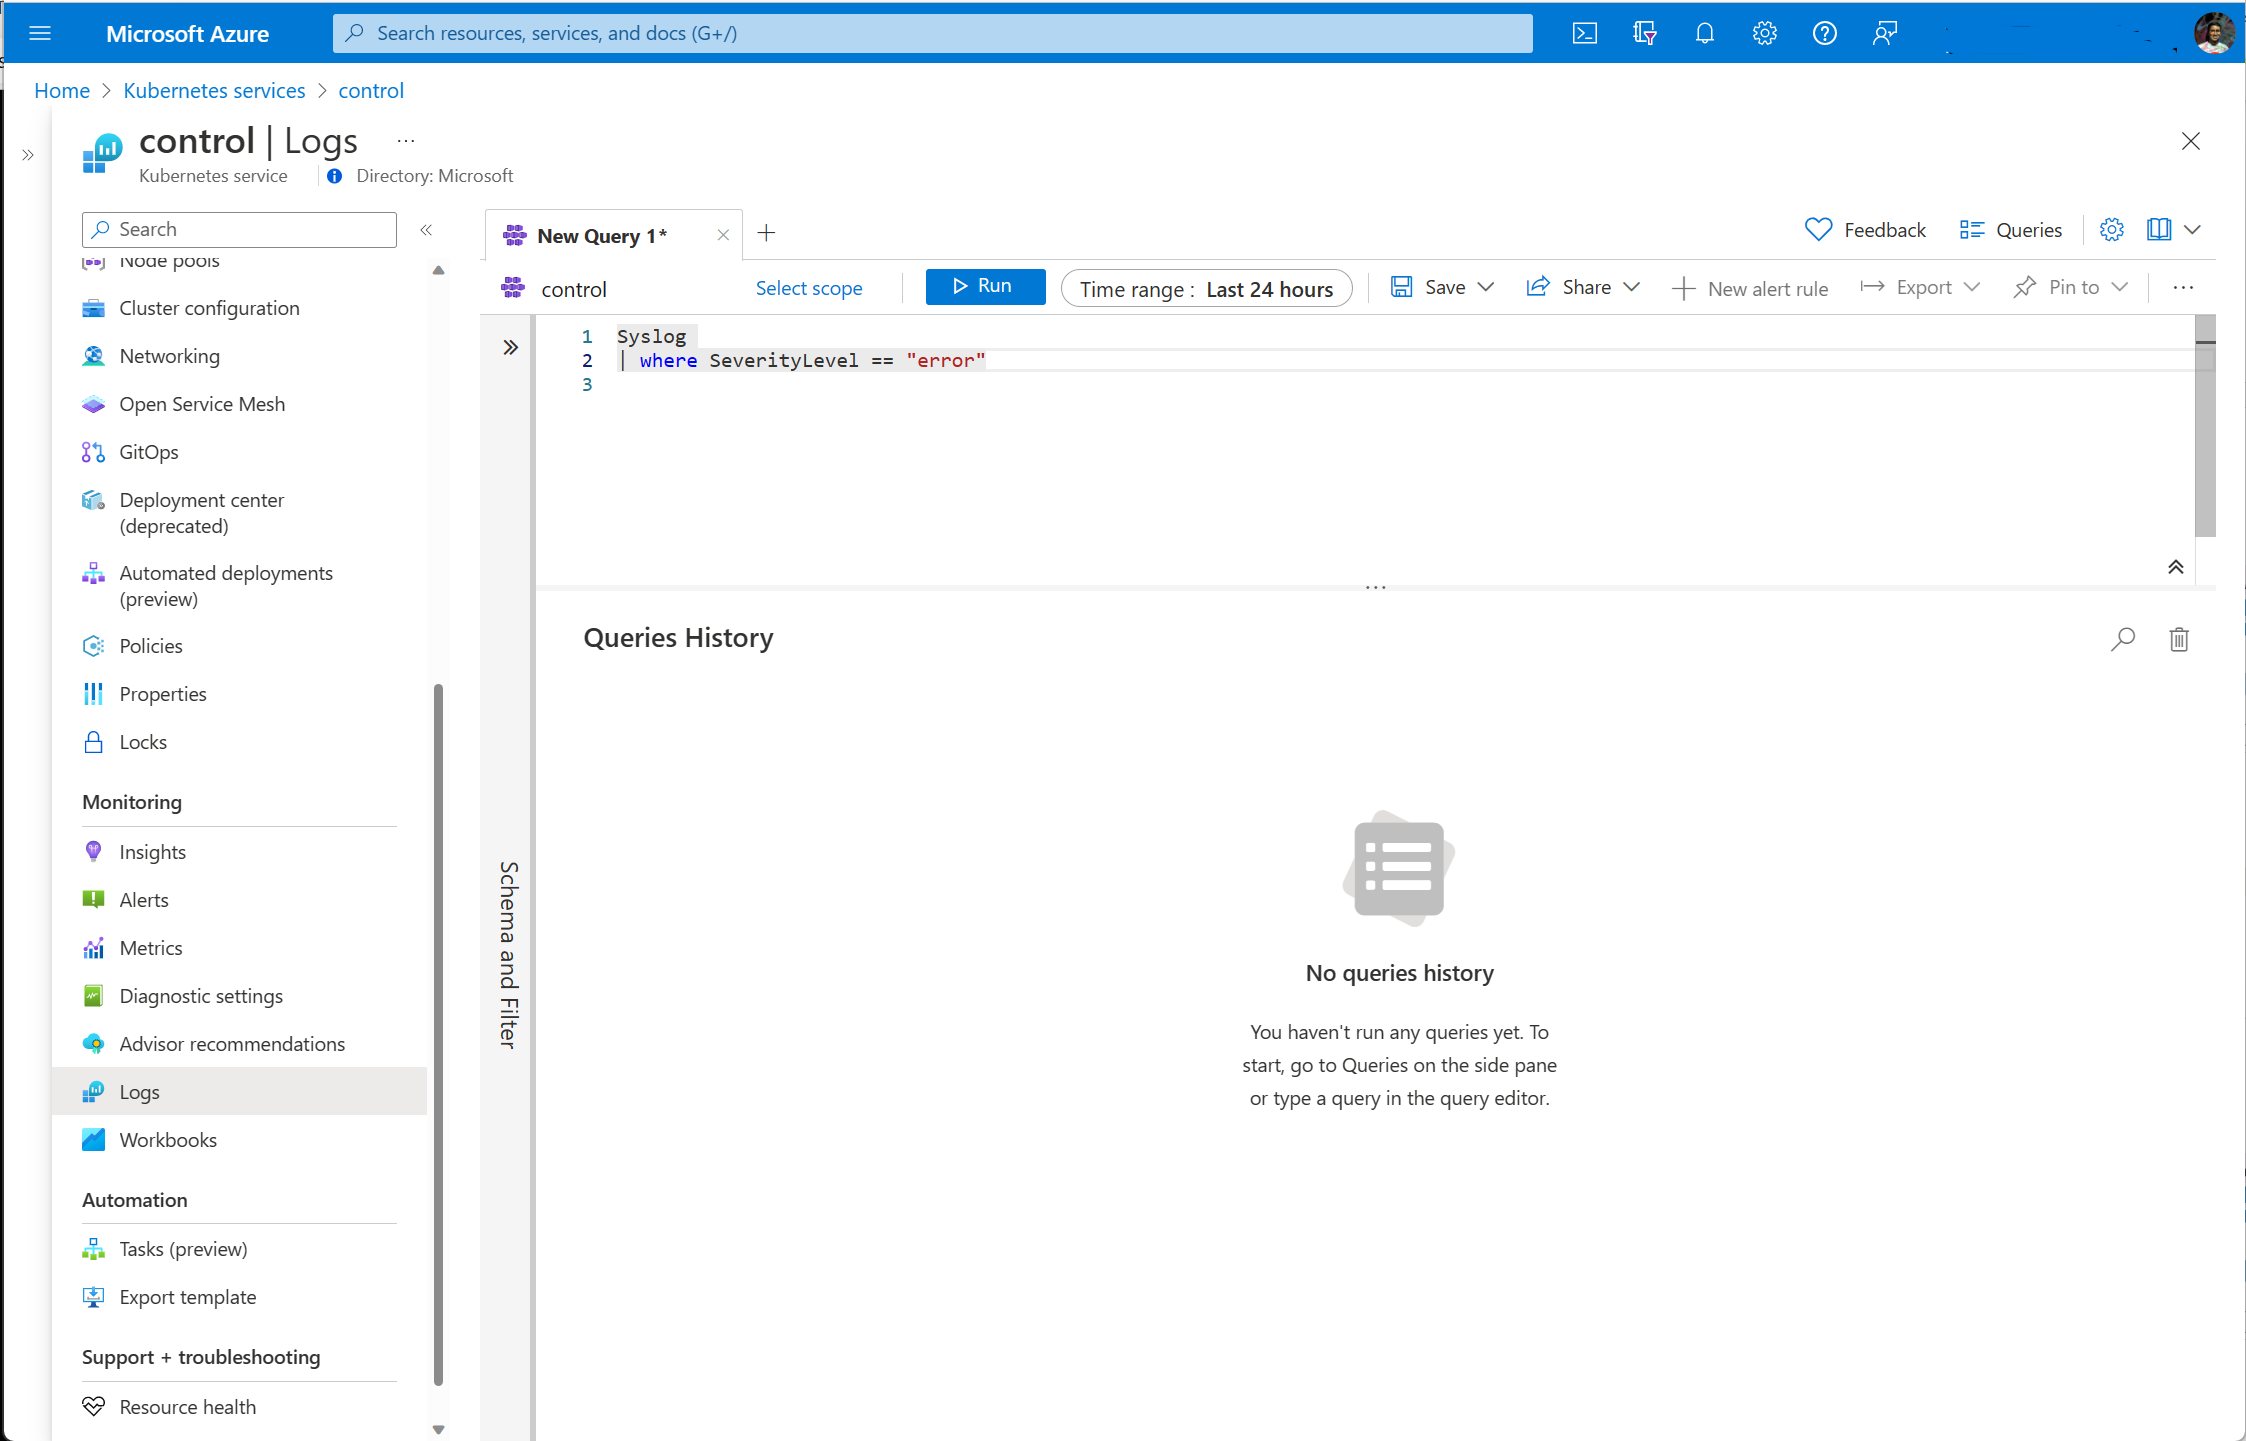 Microsoft Azure
Search resources, services, and docs (G+/)
Home > Kubernetes services > control
control | Logs ...
Kubernetes service
Directory: Microsoft
Search
Node pools
Cluster configuration
Networking
Open Service Mesh
GitOps
Deployment center
(deprecated)
Automated deployments
(preview)
Policies
Properties
Locks
Monitoring
Insights
Alerts
Metrics
Diagnostic settings
Advisor recommendations
Logs
Workbooks
Automation
Tasks (preview)
Export template
Support + troubleshooting
Resource health
New Query 1*
Feedback
Queries
control
Select scope
Run
Time range : Last 24 hours
Save
Share
New alert rule
Export
Pin to
1 Syslog
2 | where SeverityLevel == "error"
3
Schema and Filter
Queries History
No queries history
You haven't run any queries yet. To
start, go to Queries on the side pane
or type a query in the query editor.